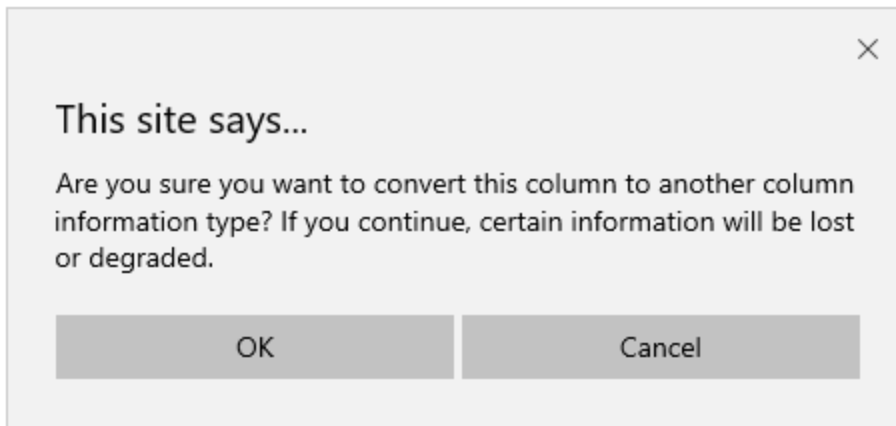 This site says...
Are you sure you want to convert this column to another column
information type? If you continue, certain information will be lost
or degraded.
OK
Cancel